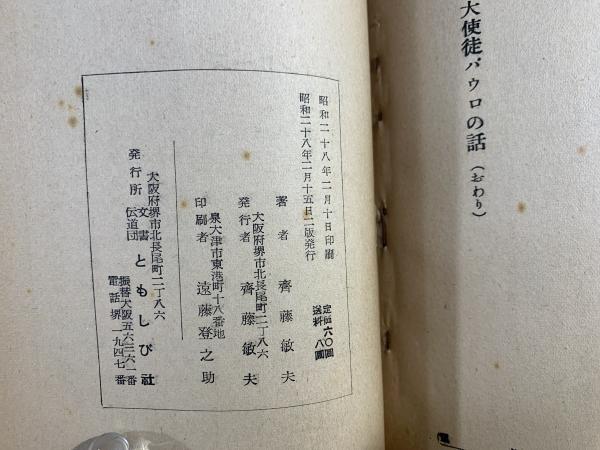 大使徒パウロの話(おわり)
昭和二十八年二月十日印刷
昭和二十八年二月十五日二版発行
定価六〇圓
送料八圓
著者 齊藤敏夫
大阪府堺市北長尾町二丁八六
発行者 齊藤敏夫
泉大津市東港町十八番地
印刷者 遠藤登之助
大阪府堺市北長尾町二丁八六
発行所 文書伝道団 ともしび社
振替大阪五六三六一番
電話堺一九四七番